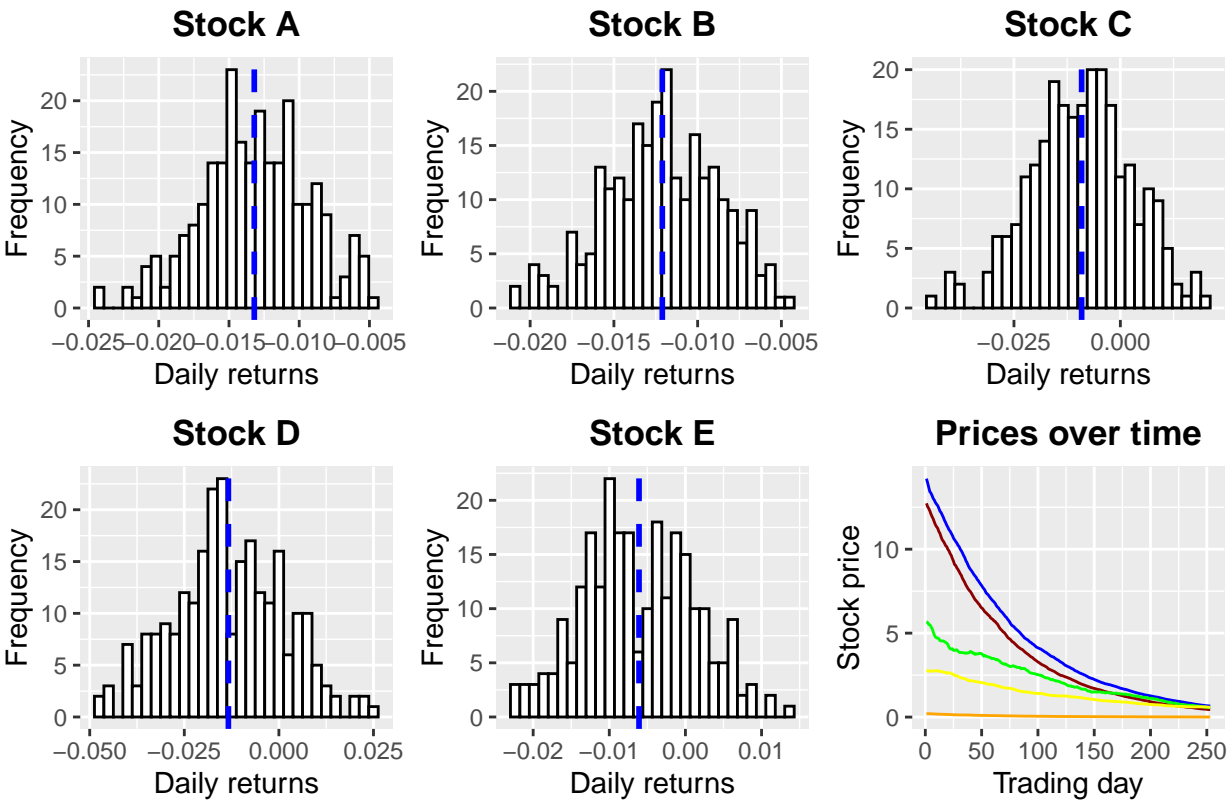 Stock A
Stock B
Stock C
Frequency
20
15
10
5
0
−0.025 −0.020 −0.015 −0.010 −0.005
Daily returns
Frequency
20
15
10
5
0
−0.020 −0.015 −0.010 −0.005
Daily returns
Frequency
20
15
10
5
0
−0.025 0.000
Daily returns
Stock D
Stock E
Prices over time
Frequency
20
15
10
5
0
−0.050 −0.025 0.000 0.025
Daily returns
Frequency
20
15
10
5
0
−0.02 −0.01 0.00 0.01
Daily returns
Stock price
10
5
0
0 50 100 150 200 250
Trading day